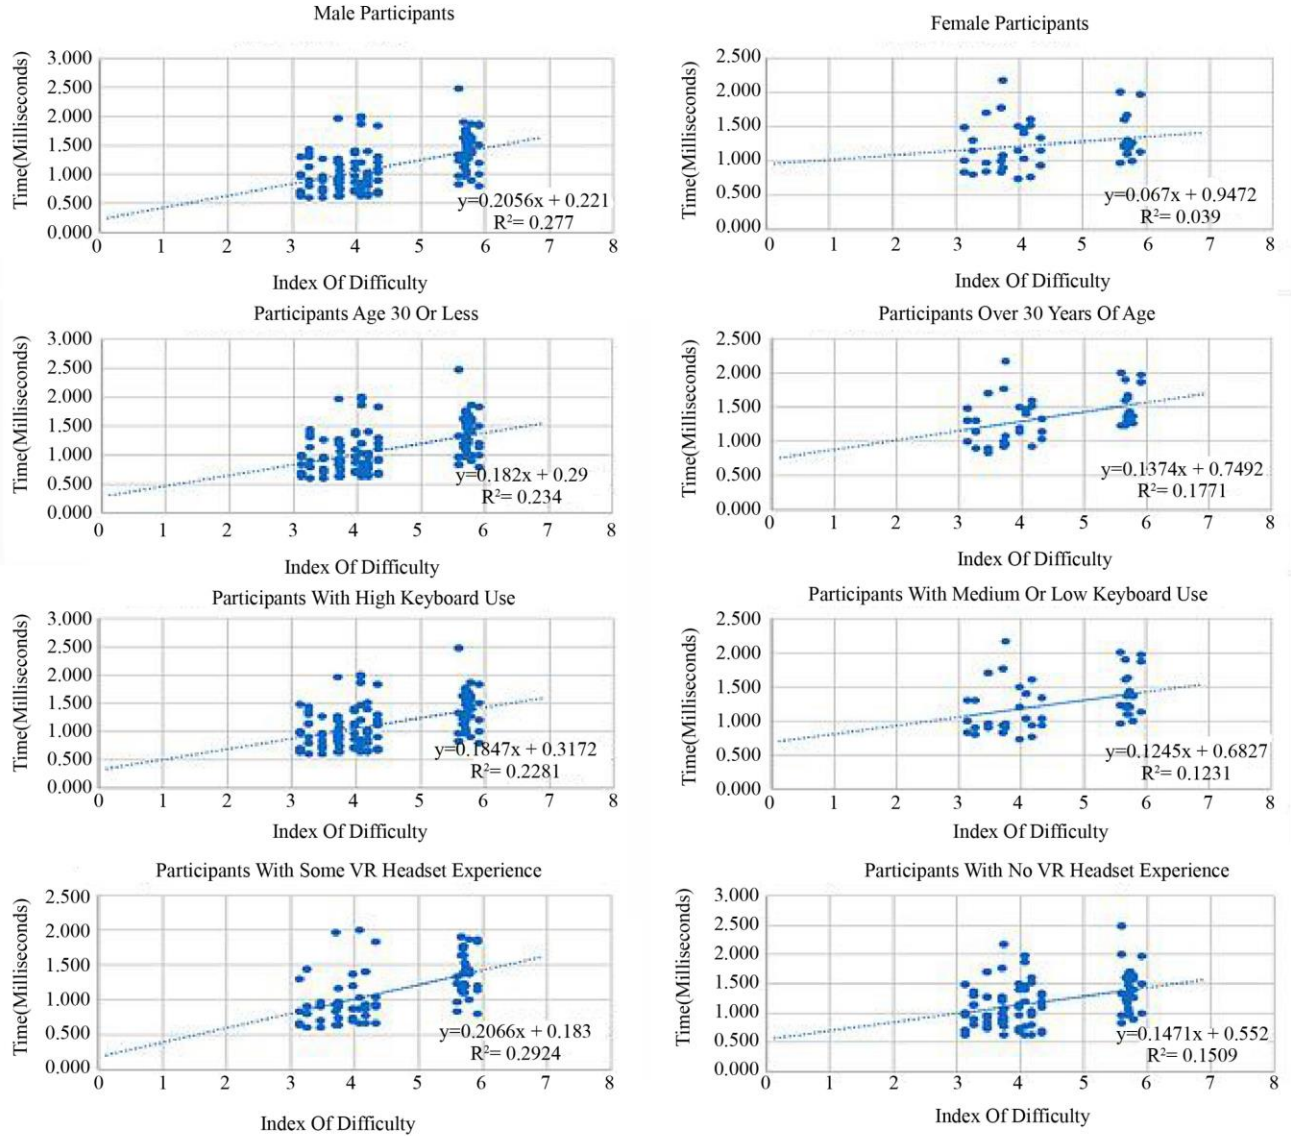 Male Participants
Time(Milliseconds)
3.000
2.500
2.000
1.500
1.000
0.500
0.000
0 1 2 3 4 5 6 7 8
y=0.2056x + 0.221
R²= 0.277
Index Of Difficulty
Female Participants
Time(Milliseconds)
2.500
2.000
1.500
1.000
0.500
0.000
0 1 2 3 4 5 6 7 8
y=0.067x + 0.9472
R²= 0.039
Index Of Difficulty
Participants Age 30 Or Less
Time(Milliseconds)
3.000
2.500
2.000
1.500
1.000
0.500
0.000
0 1 2 3 4 5 6 7 8
y=0.182x + 0.29
R²= 0.234
Index Of Difficulty
Participants Over 30 Years Of Age
Time(Milliseconds)
2.500
2.000
1.500
1.000
0.500
0.000
0 1 2 3 4 5 6 7 8
y=0.1374x + 0.7492
R²= 0.1771
Index Of Difficulty
Participants With High Keyboard Use
Time(Milliseconds)
3.000
2.500
2.000
1.500
1.000
0.500
0.000
0 1 2 3 4 5 6 7 8
y=0.1847x + 0.3172
R²= 0.2281
Index Of Difficulty
Participants With Medium Or Low Keyboard Use
Time(Milliseconds)
2.500
2.000
1.500
1.000
0.500
0.000
0 1 2 3 4 5 6 7 8
y=0.1245x + 0.6827
R²= 0.1231
Index Of Difficulty
Participants With Some VR Headset Experience
Time(Milliseconds)
2.500
2.000
1.500
1.000
0.500
0.000
0 1 2 3 4 5 6 7 8
y=0.2066x + 0.183
R²= 0.2924
Index Of Difficulty
Participants With No VR Headset Experience
Time(Milliseconds)
3.000
2.500
2.000
1.500
1.000
0.500
0.000
0 1 2 3 4 5 6 7 8
y=0.1471x + 0.552
R²= 0.1509
Index Of Difficulty